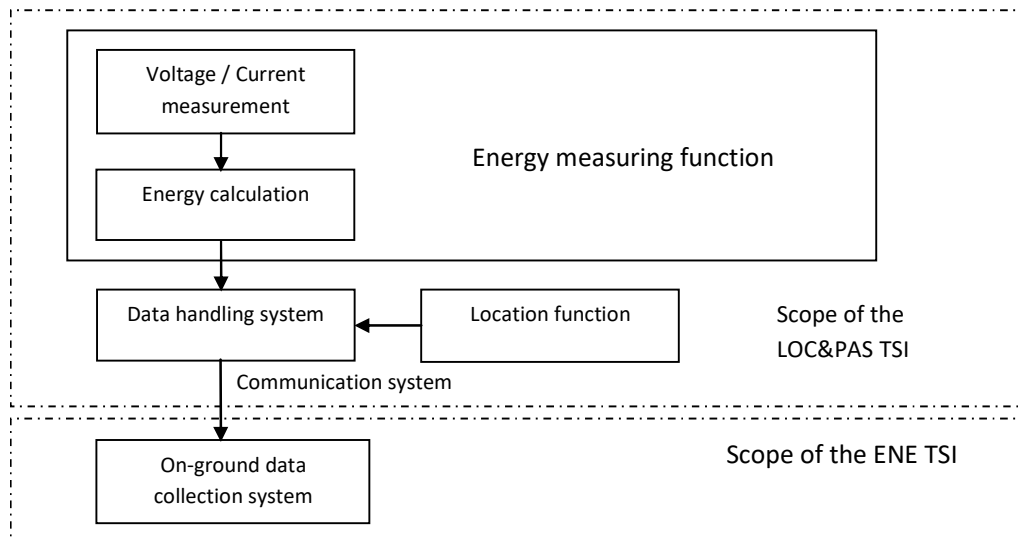 Voltage / Current
measurement
Energy measuring function
Energy calculation
Data handling system
Location function
Scope of the
LOC&PAS TSI
Communication system
On-ground data
collection system
Scope of the ENE TSI